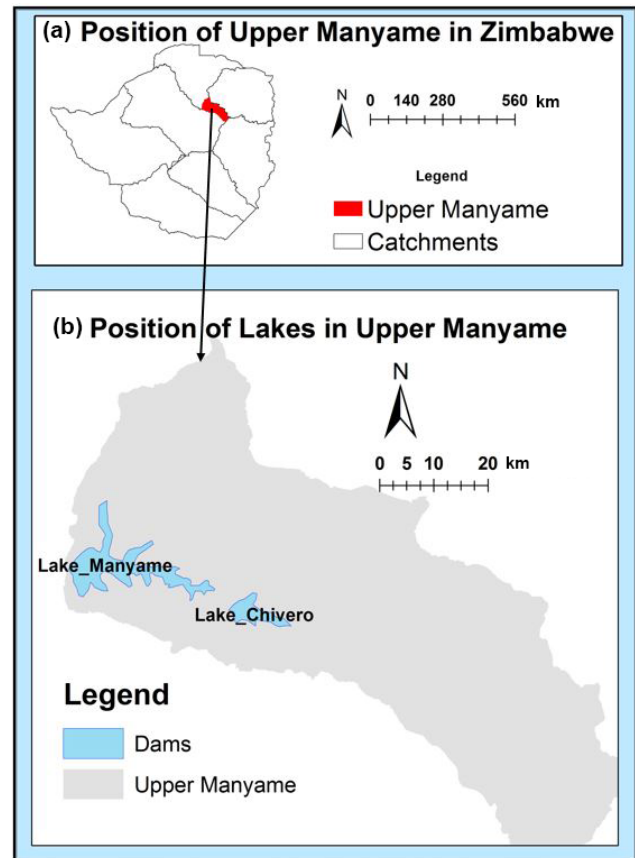 (a) Position of Upper Manyame in Zimbabwe
N
0 140 280 560 km
Legend
Upper Manyame
Catchments
(b) Position of Lakes in Upper Manyame
N
0 5 10 20 km
Lake_Manyame
Lake_Chivero
Legend
Dams
Upper Manyame